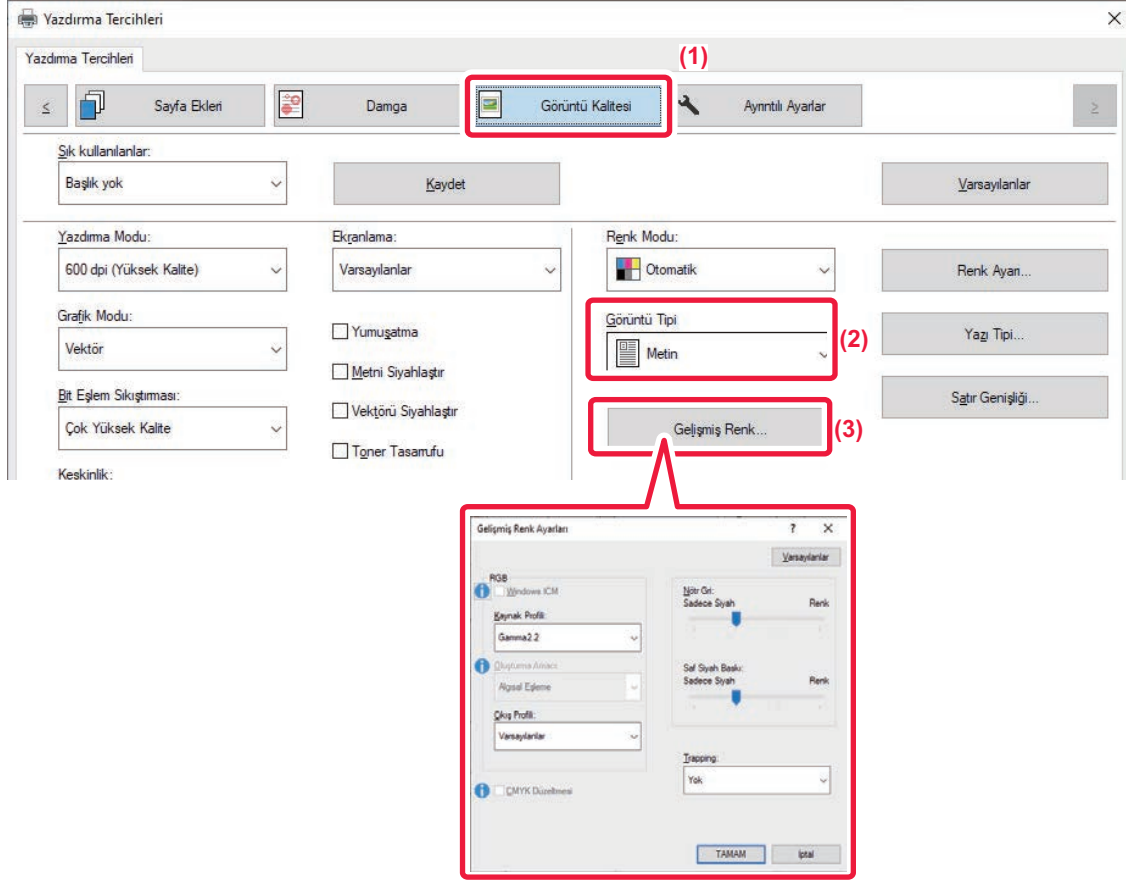 Yazdırma Tercihleri
Yazdırma Tercihleri
(1)
< Sayfa Ekleri Damga Görüntü Kalitesi Ayrıntılı Ayarlar >
Sık kullanılanlar:
Başlık yok Kaydet Varsayılanlar
Yazdırma Modu: Ekranlama: Renk Modu:
600 dpi (Yüksek Kalite) Varsayılanlar Otomatik Renk Ayarı...
Grafik Modu: Görüntü Tipi
Vektör Yumuşatma Metin (2) Yazı Tipi...
Metni Siyahlaştır
Bit Eşlem Sıkıştırması: Satır Genişliği...
Çok Yüksek Kalite Vektörü Siyahlaştır Gelişmiş Renk... (3)
Toner Tasarrufu
Keskinlik:
Gelişmiş Renk Ayarları ? X
Varsayılanlar
RGB
Windows ICM
Kaynak Profili:
Gamma2.2
Oluşturma Amacı
Algısal Eşleme
Çıkış Profili:
Varsayılanlar
CMYK Düzeltmesi
Nötr Gri:
Sadece Siyah Renk
Saf Siyah Baskı:
Sadece Siyah Renk
Trapping:
Yok
TAMAM İptal